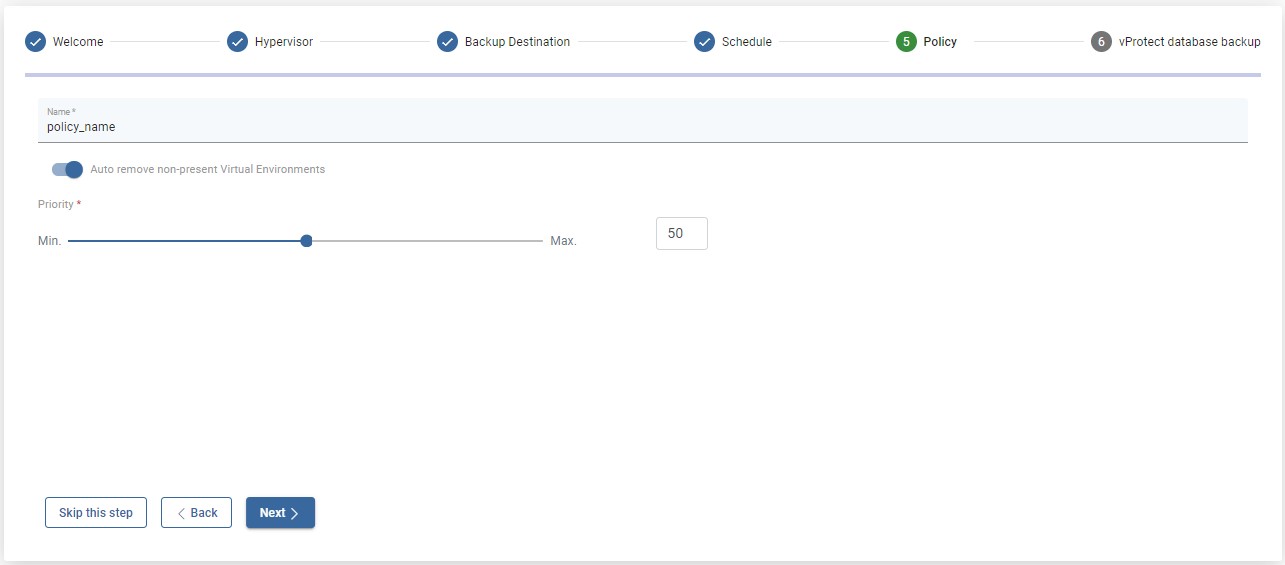 Welcome Hypervisor Backup Destination Schedule 5 Policy 6 vProtect database backup
Name *
policy_name
Auto remove non-present Virtual Environments
Priority *
Min. Max. 50
Skip this step Back Next